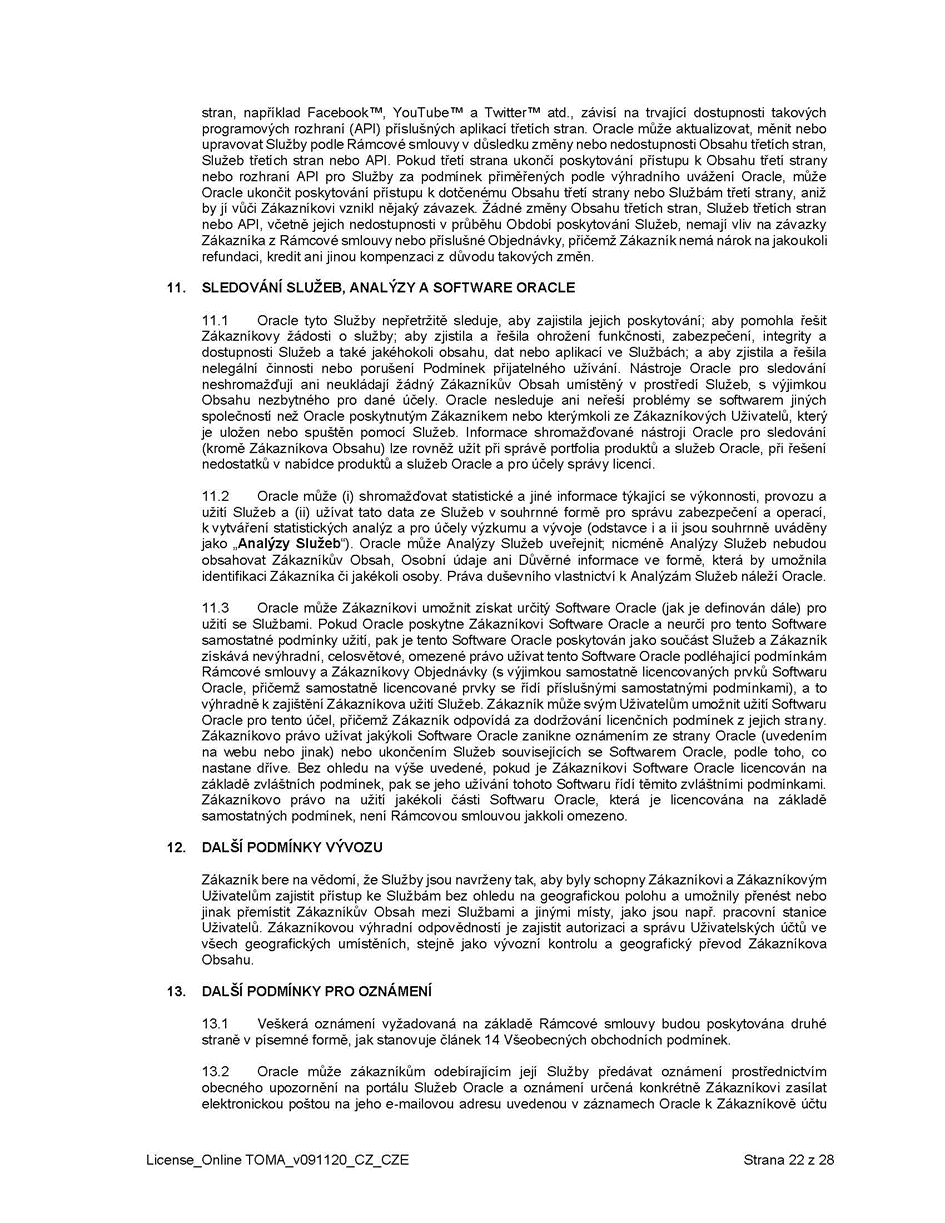 stran, například Facebook™, YouTube™ a Twitter™ atd., závisí na trvající dostupnosti takových
programových rozhraní (API) příslušných aplikací třetích stran. Oracle může aktualizovat, měnit nebo
upravovat Služby podle Rámcové smlouvy v důsledku změny nebo nedostupnosti Obsahu třetích stran,
Služeb třetích stran nebo API. Pokud třetí strana ukončí poskytování přístupu k Obsahu třetí strany
nebo rozhraní API pro Služby za podmínek přiměřených podle výhradního uvážení Oracle, může
Oracle ukončit poskytování přístupu k dotčenému Obsahu třetí strany nebo Službám třetí strany, aniž
by jí vůči Zákazníkovi vznikl nějaký závazek. Žádné změny Obsahu třetích stran, Služeb třetích stran
nebo API, včetně jejich nedostupnosti v průběhu Období poskytování Služeb, nemají vliv na závazky
Zákazníka z Rámcové smlouvy nebo příslušné Objednávky, přičemž Zákazník nemá nárok na jakoukoli
refundaci, kredit ani jinou kompenzaci z důvodu takových změn.
11. SLEDOVÁNÍ SLUŽEB, ANALÝZY A SOFTWARE ORACLE
11.1 Oracle tyto Služby nepřetržitě sleduje, aby zajistila jejich poskytování; aby pomohla řešit
Zákazníkovy žádosti o služby; aby zjistila a řešila ohrožení funkčnosti, zabezpečení, integrity a
dostupnosti Služeb a také jakéhokoli obsahu, dat nebo aplikací ve Službách; a aby zjistila a řešila
nelegální činnosti nebo porušení Podmínek přijatelného užívání. Nástroje Oracle pro sledování
neshromažďují ani neukládají žádný Zákazníkův Obsah umístěný v prostředí Služeb, s výjimkou
Obsahu nezbytného pro dané účely. Oracle nesleduje ani neřeší problémy se softwarem jiných
společností než Oracle poskytnutým Zákazníkem nebo kterýmkoli ze Zákazníkových Uživatelů, který
je uložen nebo spuštěn pomocí Služeb. Informace shromažďované nástroji Oracle pro sledování
(kromě Zákazníkova Obsahu) lze rovněž užít při správě portfolia produktů a služeb Oracle, při řešení
nedostatků v nabídce produktů a služeb Oracle a pro účely správy licencí.
11.2 Oracle může (i) shromažďovat statistické a jiné informace týkající se výkonnosti, provozu a
užití Služeb a (ii) užívat tato data ze Služeb v souhrnné formě pro správu zabezpečení a operací,
k vytváření statistických analýz a pro účely výzkumu a vývoje (odstavce i a ii jsou souhrnně uváděny
jako „Analýzy Služeb“). Oracle může Analýzy Služeb uveřejnit; nicméně Analýzy Služeb nebudou
obsahovat Zákazníkův Obsah, Osobní údaje ani Důvěrné informace ve formě, která by umožnila
identifikaci Zákazníka či jakékoli osoby. Práva duševního vlastnictví k Analýzám Služeb náleží Oracle.
11.3 Oracle může Zákazníkovi umožnit získat určitý Software Oracle (jak je definován dále) pro
užití se Službami. Pokud Oracle poskytne Zákazníkovi Software Oracle a neurčí pro tento Software
samostatné podmínky užití, pak je tento Software Oracle poskytován jako součást Služeb a Zákazník
získává nevýhradní, celosvětové, omezené právo užívat tento Software Oracle podléhající podmínkám
Rámcové smlouvy a Zákazníkovy Objednávky (s výjimkou samostatně licencovaných prvků Softwaru
Oracle, přičemž samostatně licencované prvky se řídí příslušnými samostatnými podmínkami), a to
výhradně k zajištění Zákazníkova užití Služeb. Zákazník může svým Uživatelům umožnit užití Softwaru
Oracle pro tento účel, přičemž Zákazník odpovídá za dodržování licenčních podmínek z jejich strany.
Zákazníkovo právo užívat jakýkoli Software Oracle zanikne oznámením ze strany Oracle (uvedením
na webu nebo jinak) nebo ukončením Služeb souvisejících se Softwarem Oracle, podle toho, co
nastane dříve. Bez ohledu na výše uvedené, pokud je Zákazníkovi Software Oracle licencován na
základě zvláštních podmínek, pak se jeho užívání tohoto Softwaru řídí těmito zvláštními podmínkami.
Zákazníkovo právo na užití jakékoli části Softwaru Oracle, která je licencována na základě
samostatných podmínek, není Rámcovou smlouvou jakkoli omezeno.
12. DALŠÍ PODMÍNKY VÝVOZU
Zákazník bere na vědomí, že Služby jsou navrženy tak, aby byly schopny Zákazníkovi a Zákazníkovým
Uživatelům zajistit přístup ke Službám bez ohledu na geografickou polohu a umožnily přenést nebo
jinak přemístit Zákazníkův Obsah mezi Službami a jinými místy, jako jsou např. pracovní stanice
Uživatelů. Zákazníkovou výhradní odpovědností je zajistit autorizaci a správu Uživatelských účtů ve
všech geografických umístěních, stejně jako vývozní kontrolu a geografický převod Zákazníkova
Obsahu.
13. DALŠÍ PODMÍNKY PRO OZNÁMENÍ
13.1 Veškerá oznámení vyžadovaná na základě Rámcové smlouvy budou poskytována druhé
straně v písemné formě, jak stanovuje článek 14 Všeobecných obchodních podmínek.
13.2 Oracle může zákazníkům odebírajícím její Služby předávat oznámení prostřednictvím
obecného upozornění na portálu Služeb Oracle a oznámení určená konkrétně Zákazníkovi zasílat
elektronickou poštou na jeho e-mailovou adresu uvedenou v záznamech Oracle k Zákazníkově účtu
License_Online TOMA_v091120_CZ_CZE Strana 22 z 28